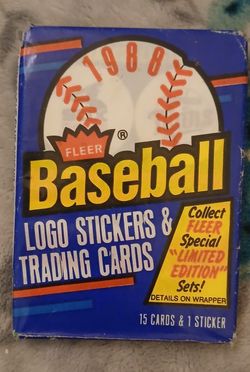 1988
FLEER ®
Baseball
LOGO STICKERS &
TRADING CARDS
Collect
FLEER
Special
"LIMITED
EDITION"
Sets!
DETAILS ON WRAPPER
15 CARDS & 1 STICKER